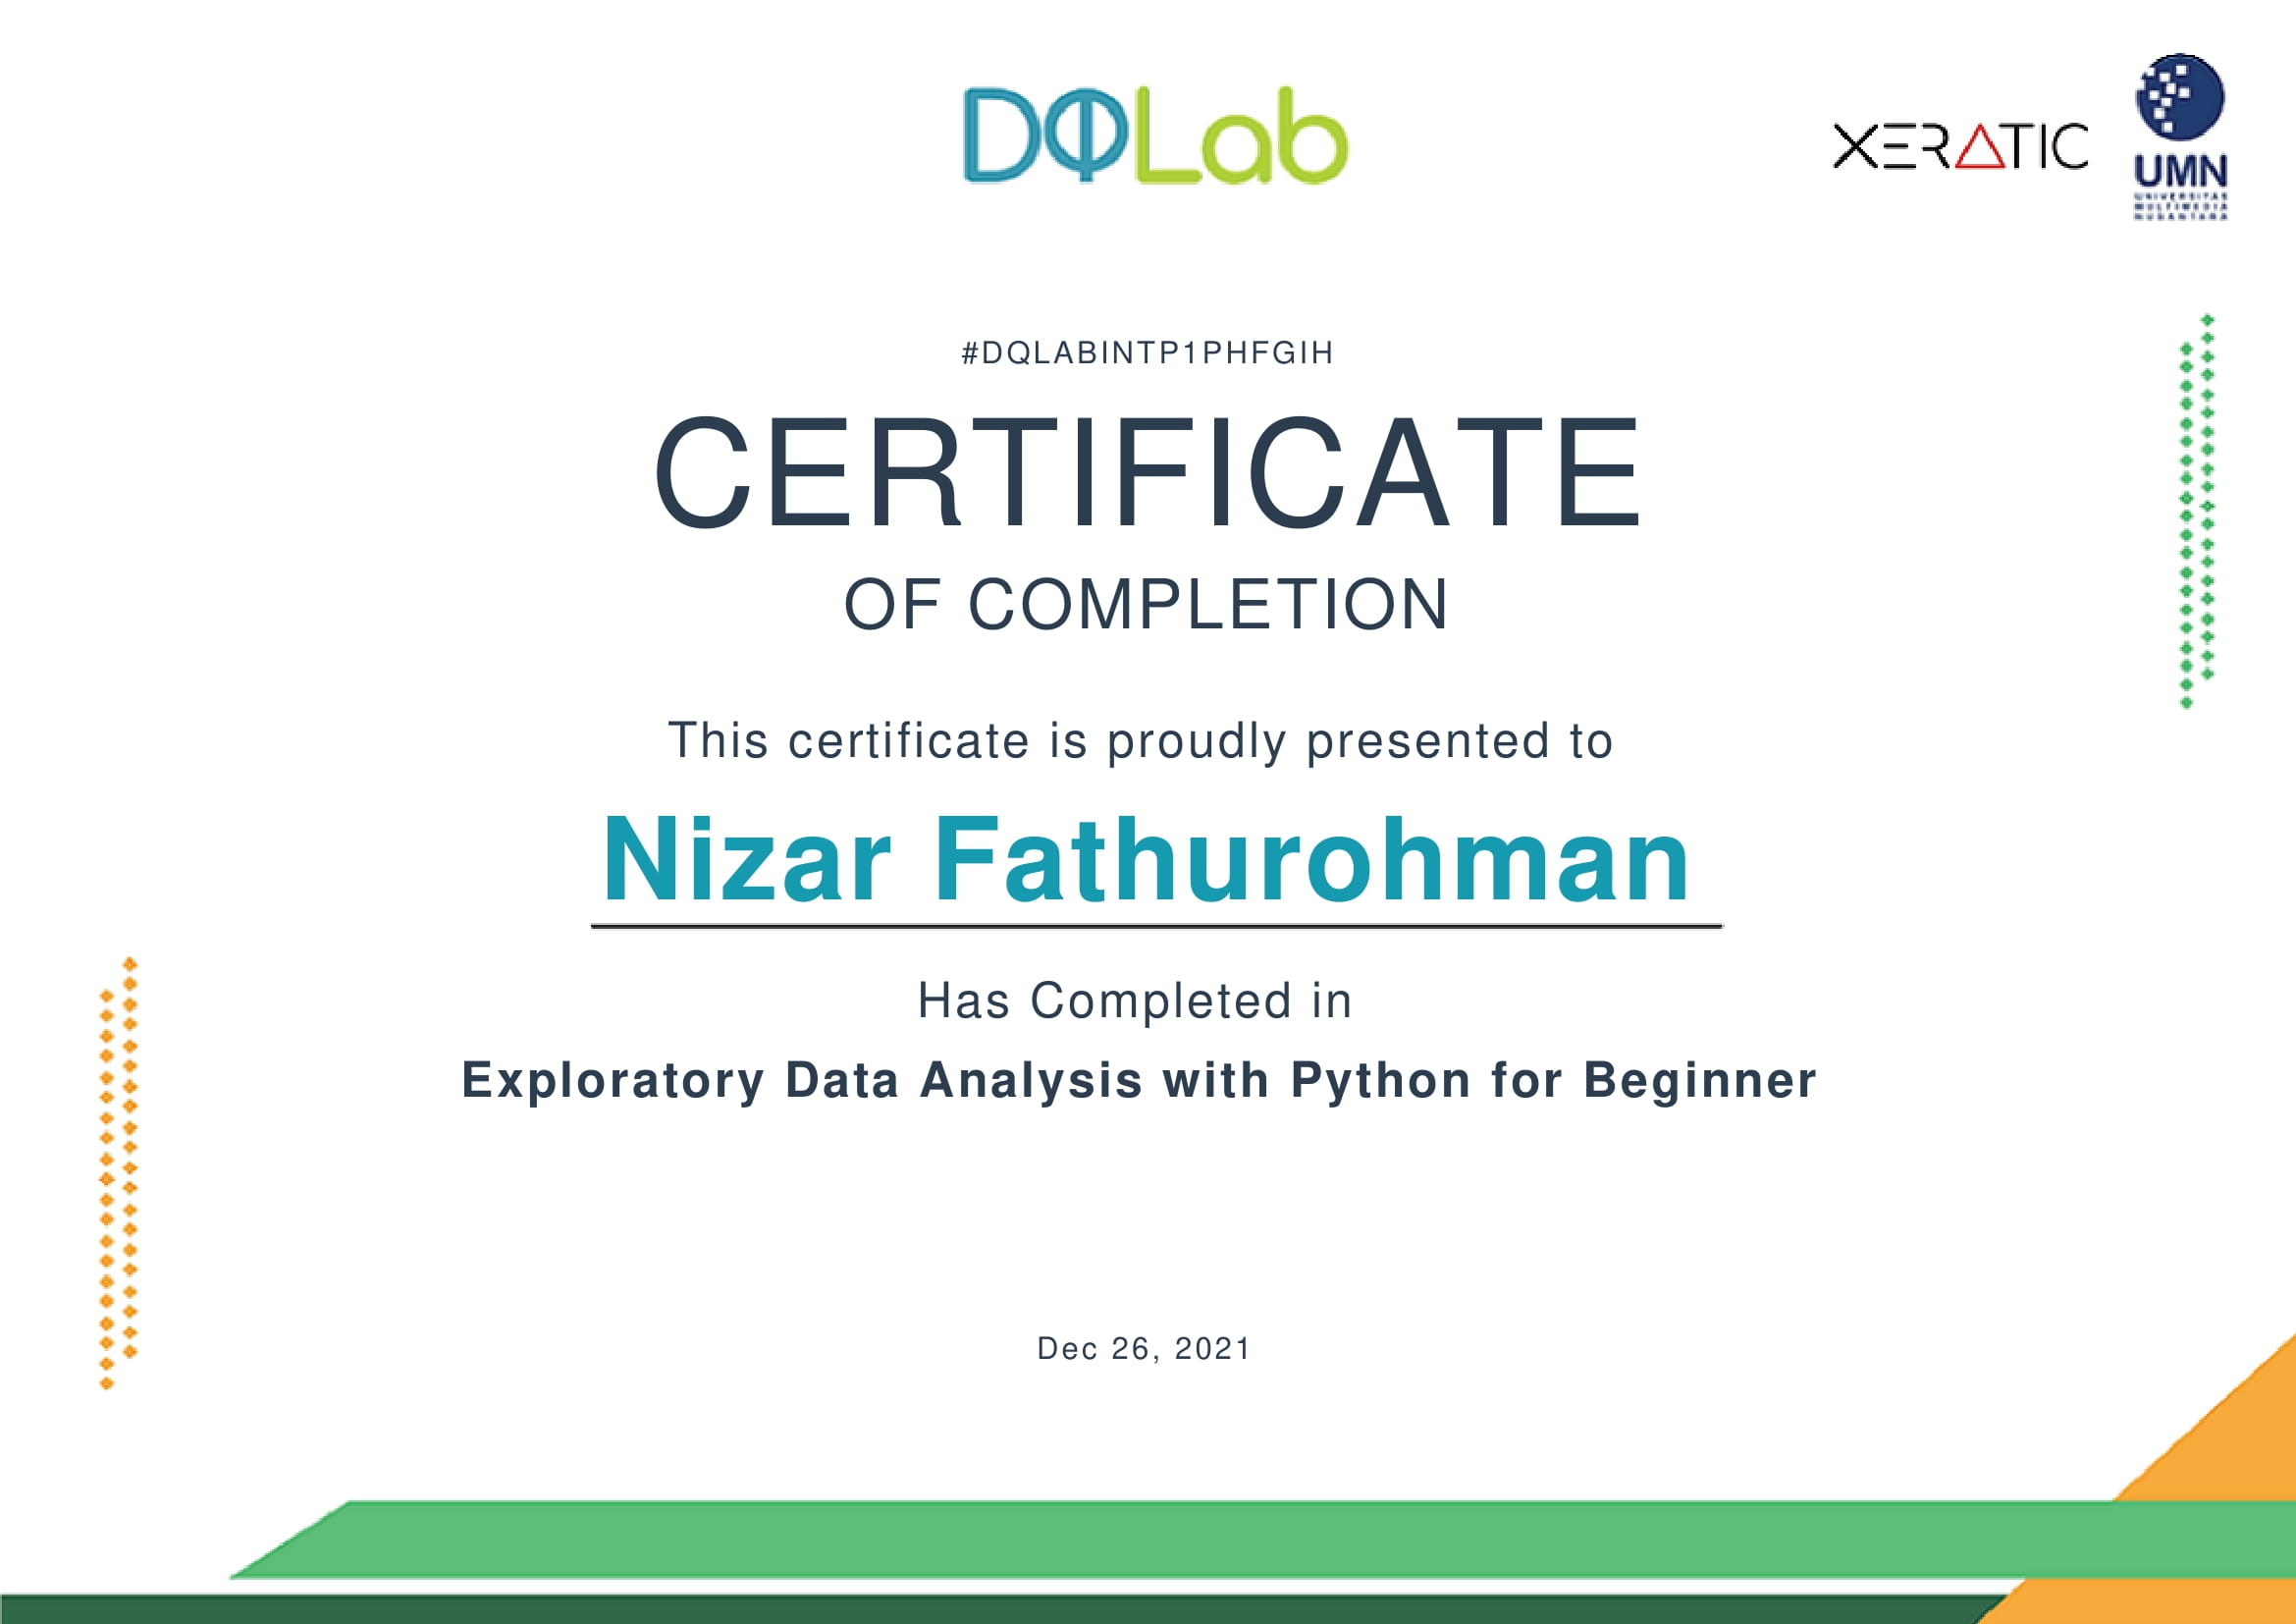 DQLab
XERATIC
UMN
UNIVERSITAS
MULTIMEDIA
NUSANTARA
#DQLABINTP1PHFGIH
CERTIFICATE
OF COMPLETION
This certificate is proudly presented to
Nizar Fathurohman
Has Completed in
Exploratory Data Analysis with Python for Beginner
Dec 26, 2021